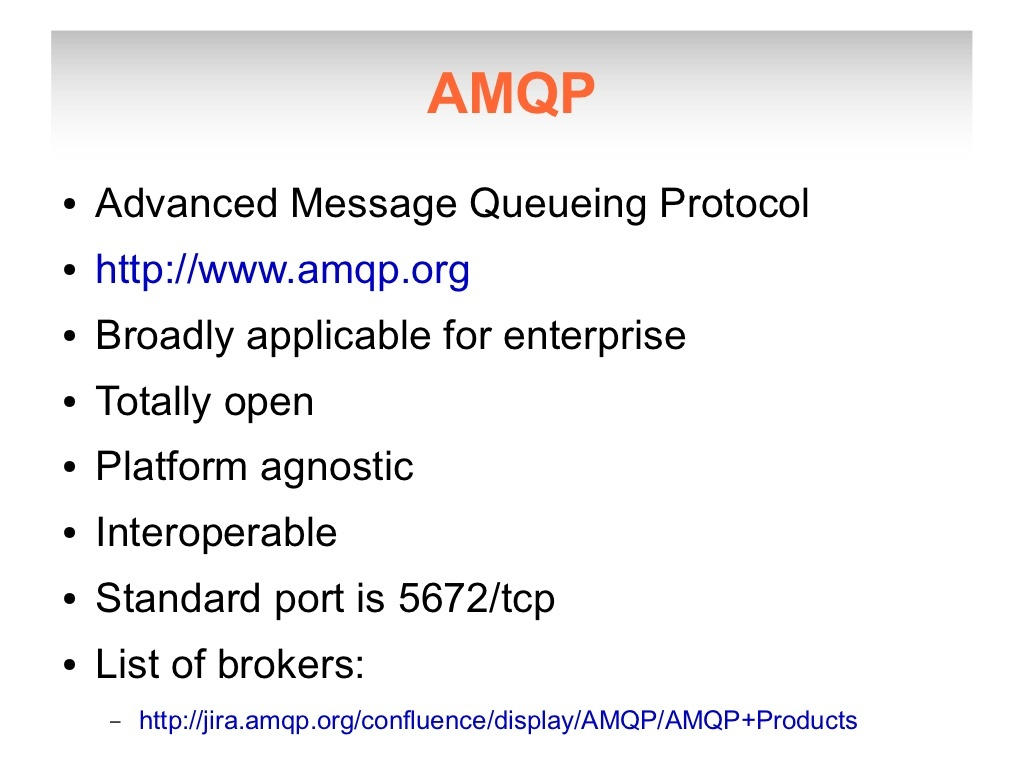 AMQP
• Advanced Message Queueing Protocol
• http://www.amqp.org
• Broadly applicable for enterprise
• Totally open
• Platform agnostic
• Interoperable
• Standard port is 5672/tcp
• List of brokers:
– http://jira.amqp.org/confluence/display/AMQP/AMQP+Products